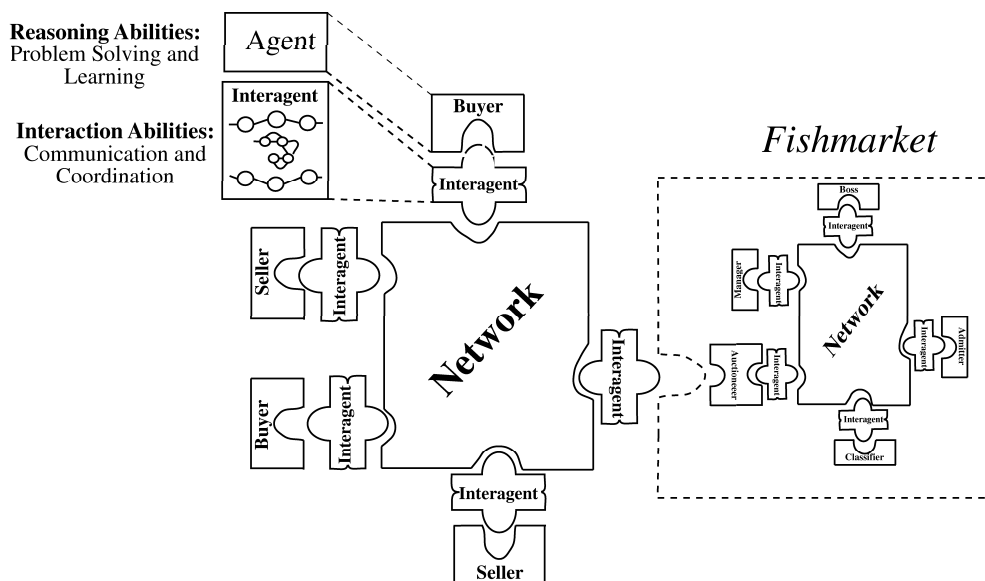 Reasoning Abilities:
Problem Solving and
Learning
Agent
Interagent
Interaction Abilities:
Communication and
Coordination
Buyer
Interagent
Seller
Interagent
Buyer
Interagent
Network
Interagent
Interagent
Seller
Fishmarket
Boss
Interagent
Manager
Interagent
Auctioneeer
Interagent
Network
Interagent
Admitter
Interagent
Classifier